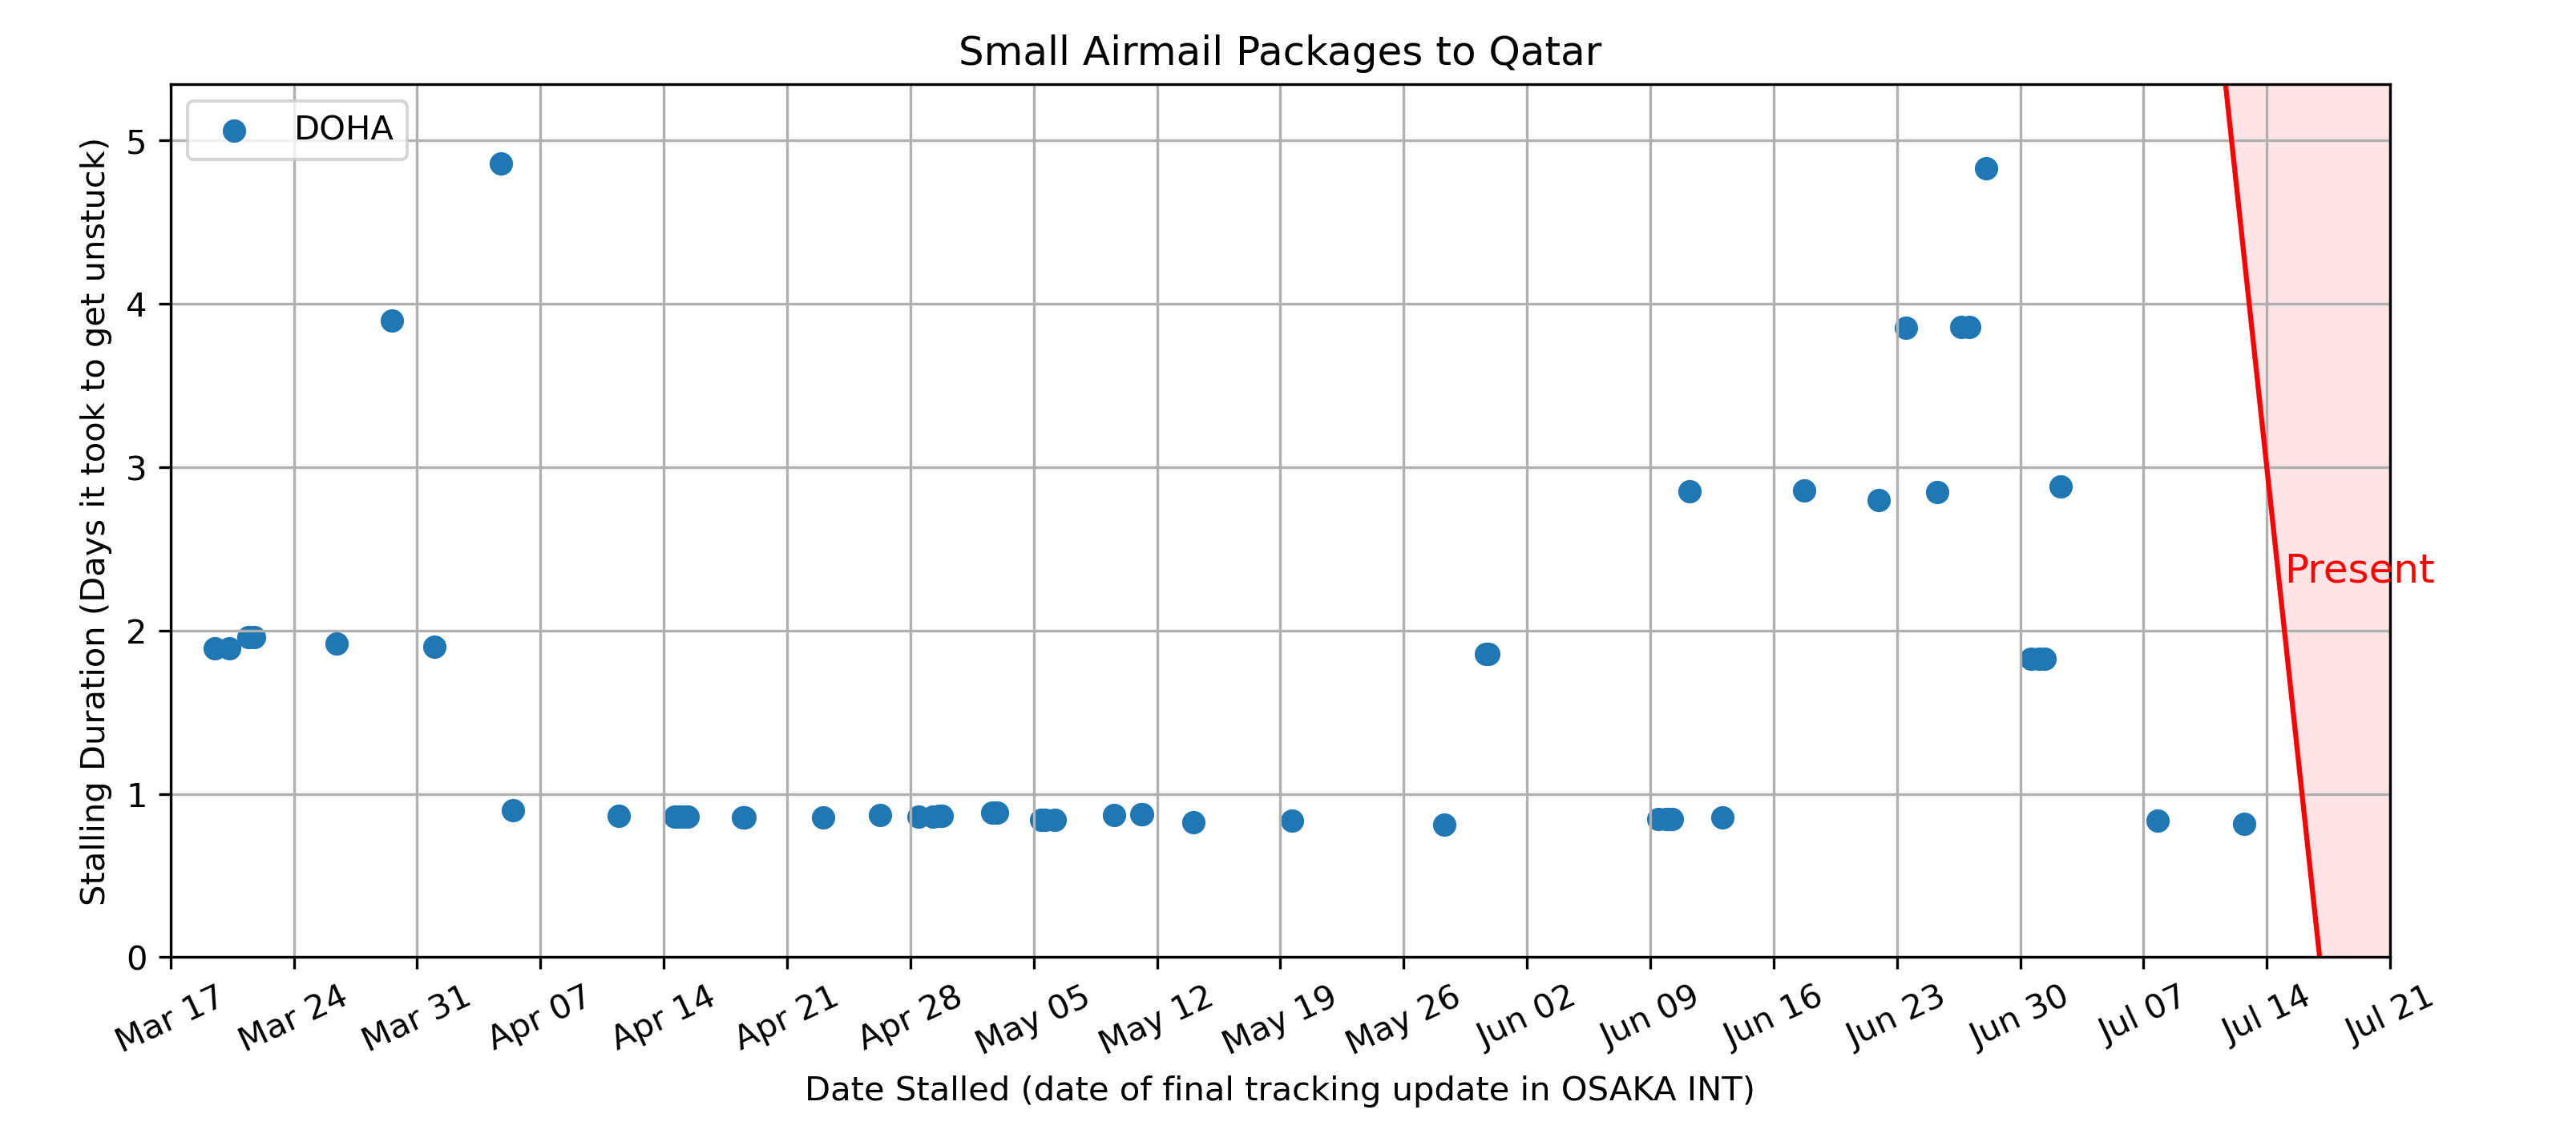 Small Airmail Packages to Qatar
DOHA
Stalling Duration (Days it took to get unstuck)
5
4
3
2
1
0
Present
Mar 17 Mar 24 Mar 31 Apr 07 Apr 14 Apr 21 Apr 28 May 05 May 12 May 19 May 26 Jun 02 Jun 09 Jun 16 Jun 23 Jun 30 Jul 07 Jul 14 Jul 21
Date Stalled (date of final tracking update in OSAKA INT)